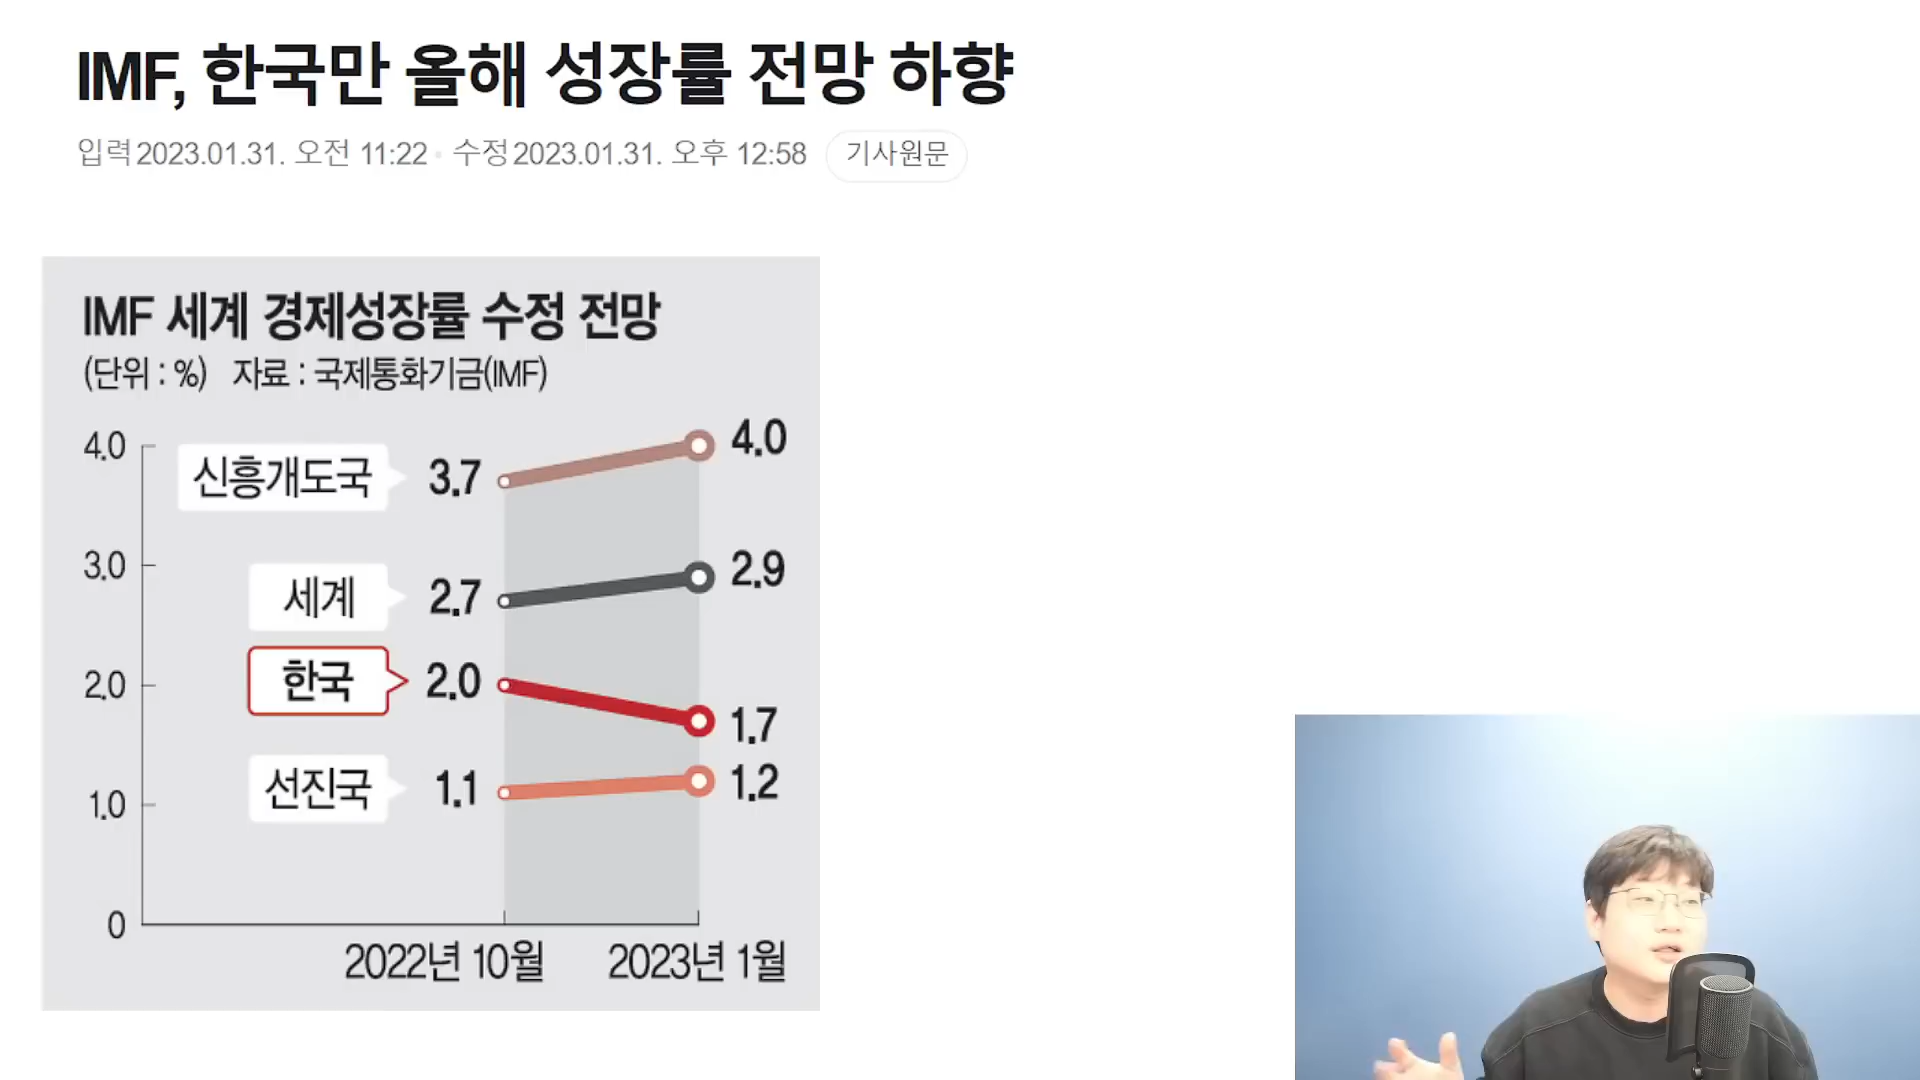 IMF, 한국만 올해 성장률 전망 하향
입력 2023.01.31. 오전 11:22 · 수정 2023.01.31. 오후 12:58 기사원문
IMF 세계 경제성장률 수정 전망
(단위 : %) 자료 : 국제통화기금(IMF)
4.0 신흥개도국 3.7 4.0
3.0 세계 2.7 2.9
2.0 한국 2.0 1.7
1.0 선진국 1.1 1.2
0
2022년 10월 2023년 1월